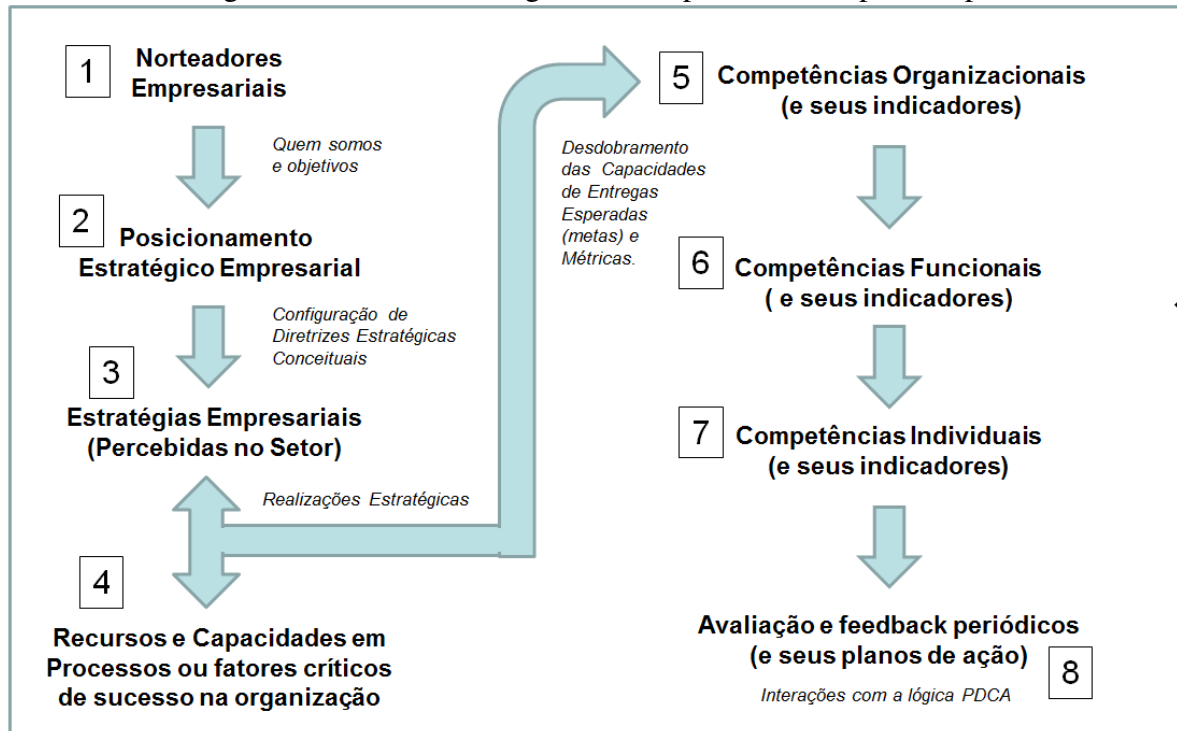 1
Norteadores
Empresariais
Quem somos
e objetivos
2
Posicionamento
Estratégico Empresarial
Configuração de
Diretrizes Estratégicas
Conceituais
3
Estratégias Empresariais
(Percebidas no Setor)
Realizações Estratégicas
4
Recursos e Capacidades em
Processos ou fatores críticos
de sucesso na organização
5
Competências Organizacionais
(e seus indicadores)
Desdobramento
das Capacidades
de Entregas
Esperadas
(metas) e
Métricas.
6
Competências Funcionais
( e seus indicadores)
7
Competências Individuais
(e seus indicadores)
Avaliação e feedback periódicos
(e seus planos de ação)
8
Interações com a lógica PDCA